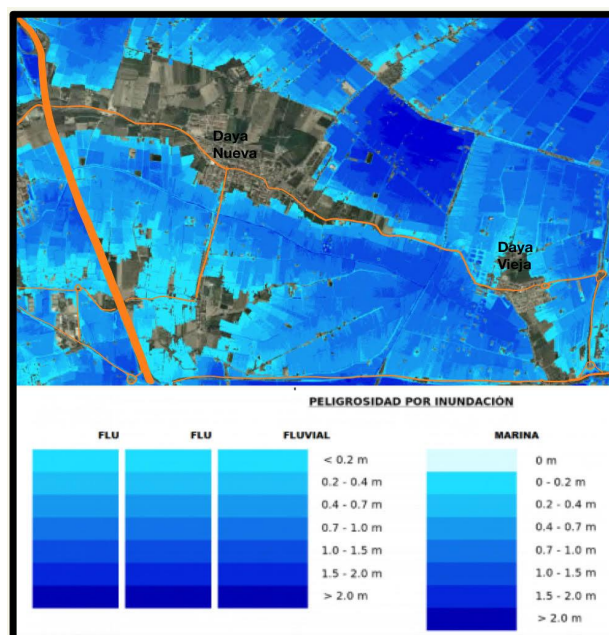 Daya
Nueva
Daya
Vieja
PELIGROSIDAD POR INUNDACIÓN
FLU FLU FLUVIAL MARINA
< 0.2 m
0.2 - 0.4 m
0.4 - 0.7 m
0.7 - 1.0 m
1.0 - 1.5 m
1.5 - 2.0 m
> 2.0 m
0 m
0 - 0.2 m
0.2 - 0.4 m
0.4 - 0.7 m
0.7 - 1.0 m
1.0 - 1.5 m
1.5 - 2.0 m
> 2.0 m